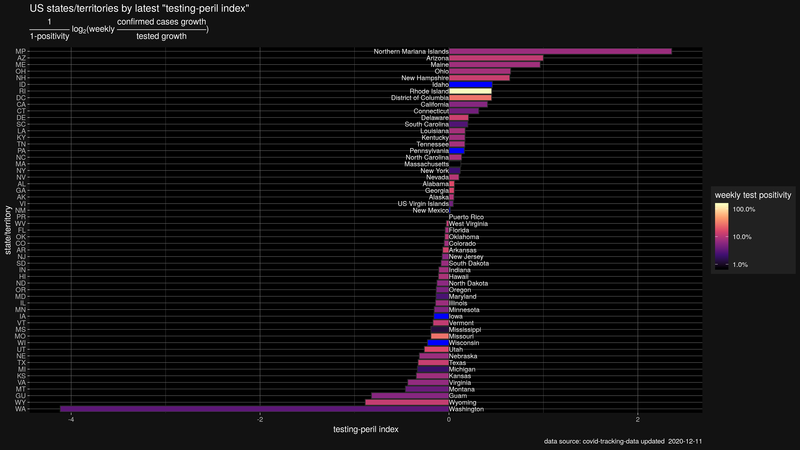 US states/territories by latest "testing-peril index"
1 confirmed cases growth
log2(weekly )
1-positivity tested growth
MP Northern Mariana Islands
AZ Arizona
ME Maine
OH Ohio
NH New Hampshire
ID Idaho
RI Rhode Island
DC District of Columbia
CA California
CT Connecticut
DE Delaware
SC South Carolina
LA Louisiana
KY Kentucky
TN Tennessee
PA Pennsylvania
NC North Carolina
MA Massachusetts
NY New York
NV Nevada
AL Alabama
GA Georgia
AK Alaska
VI US Virgin Islands
NM New Mexico
PR Puerto Rico
WV West Virginia
FL Florida
OK Oklahoma
CO Colorado
AR Arkansas
NJ New Jersey
SD South Dakota
IN Indiana
HI Hawaii
ND North Dakota
OR Oregon
MD Maryland
IL Illinois
MN Minnesota
IA Iowa
VT Vermont
MS Mississippi
MO Missouri
WI Wisconsin
UT Utah
NE Nebraska
TX Texas
MI Michigan
KS Kansas
VA Virginia
MT Montana
GU Guam
WY Wyoming
WA Washington
state/territory
-4 -2 0 2
testing-peril index
weekly test positivity
100.0%
10.0%
1.0%
data source: covid-tracking-data updated 2020-12-11